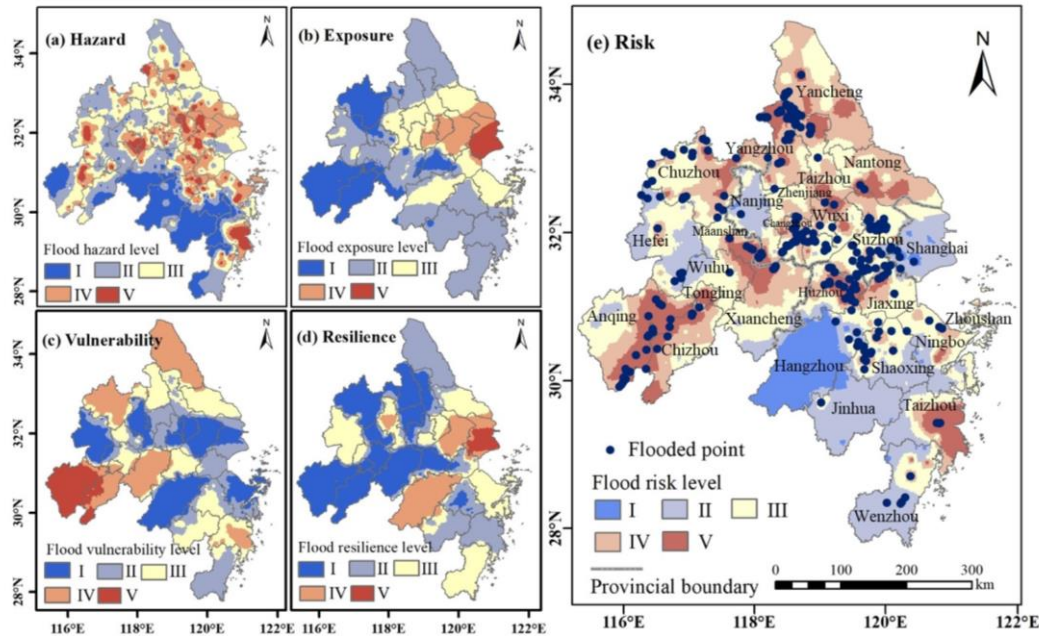 (a) Hazard
N
34°N
32°N
30°N
28°N
Flood hazard level
I II III
IV V
(b) Exposure
N
Flood exposure level
I II III
IV V
(c) Vulnerability
N
34°N
32°N
30°N
28°N
Flood vulnerability level
I II III
IV V
116°E 118°E 120°E 122°E
(d) Resilience
N
Flood resilience level
I II III
IV V
116°E 118°E 120°E 122°E
(e) Risk
N
34°N
32°N
30°N
28°N
Yancheng
Yangzhou
Chuzhou
Nantong
Taizhou
Zhenjiang
Nanjing
Wuxi
Maanshan
Suzhou
Hefei
Shanghai
Wuhu
Huzhou
Tongling
Jiaxing
Anqing
Xuancheng
Zhoushan
Ningbo
Chizhou
Shaoxing
Hangzhou
Jinhua
Taizhou
Wenzhou
Flooded point
Flood risk level
I II III
IV V
Provincial boundary
0 100 200 300
km
116°E 118°E 120°E 122°E